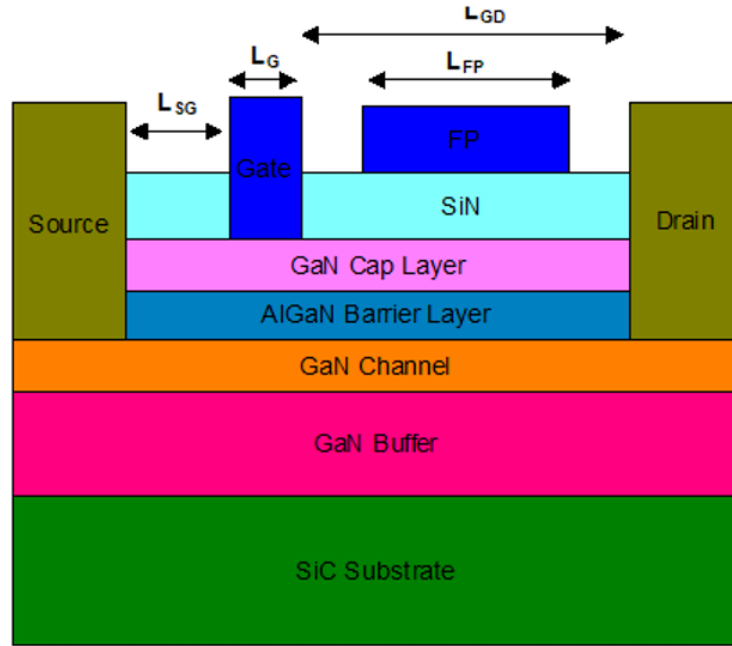 LGD
LG
LFP
LSG
FP
Gate
SiN
Source
Drain
GaN Cap Layer
AlGaN Barrier Layer
GaN Channel
GaN Buffer
SiC Substrate